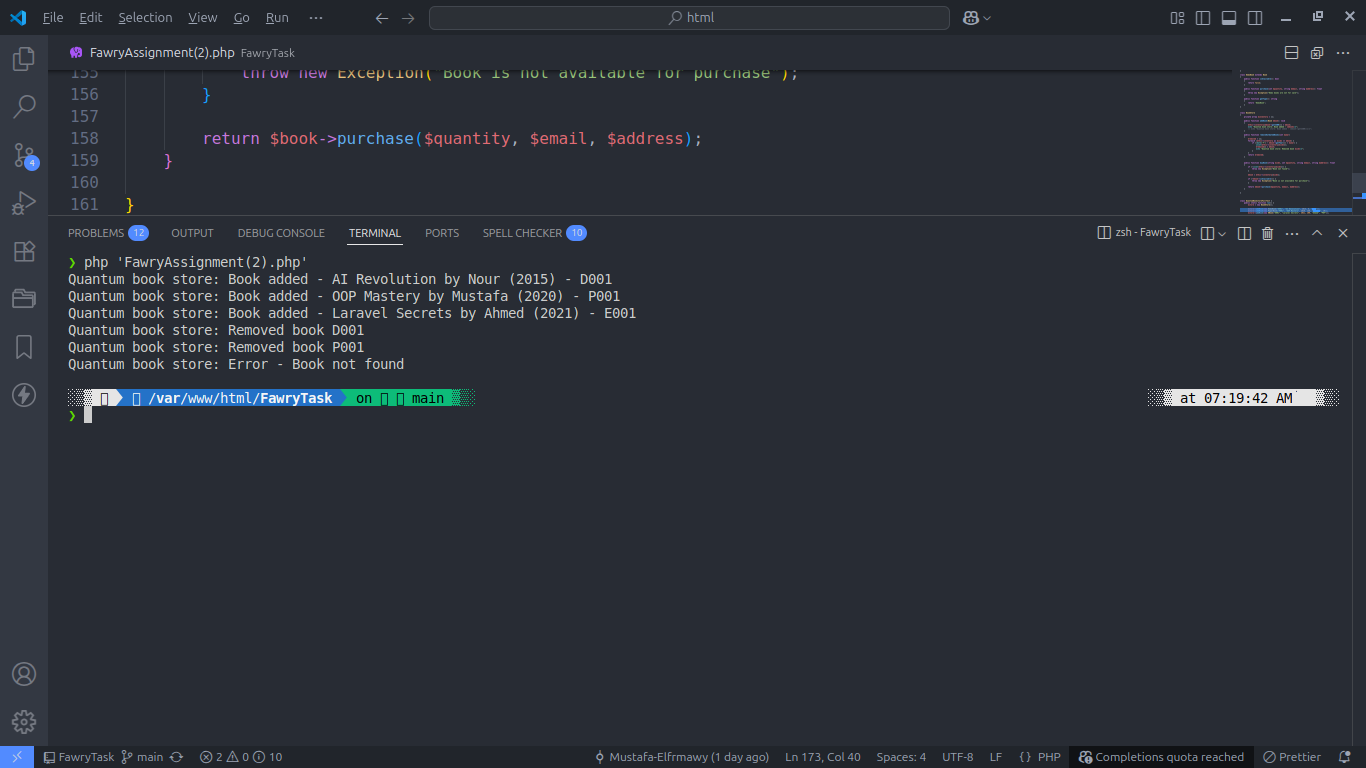 File Edit Selection View Go Run ··· html
FawryAssignment(2).php FawryTask
155 throw new Exception("Book is not available for purchase");
156 }
157
158 return $book->purchase($quantity, $email, $address);
159 }
160
161 }
PROBLEMS 12 OUTPUT DEBUG CONSOLE TERMINAL PORTS SPELL CHECKER 10 zsh - FawryTask
❯ php 'FawryAssignment(2).php'
Quantum book store: Book added - AI Revolution by Nour (2015) - D001
Quantum book store: Book added - OOP Mastery by Mustafa (2020) - P001
Quantum book store: Book added - Laravel Secrets by Ahmed (2021) - E001
Quantum book store: Removed book D001
Quantum book store: Removed book P001
Quantum book store: Error - Book not found
/var/www/html/FawryTask on main at 07:19:42 AM
❯
4
FawryTask main 2 0 10 Mustafa-Elfrmawy (1 day ago) Ln 173, Col 40 Spaces: 4 UTF-8 LF { } PHP Completions quota reached Prettier